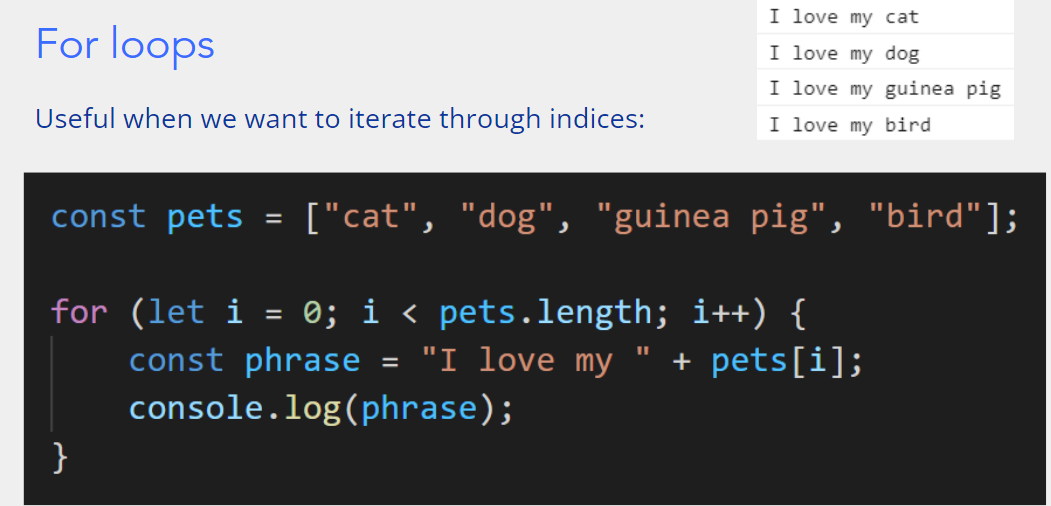 For loops
Useful when we want to iterate through indices:
I love my cat
I love my dog
I love my guinea pig
I love my bird
const pets = ["cat", "dog", "guinea pig", "bird"];
for (let i = 0; i < pets.length; i++) {
    const phrase = "I love my " + pets[i];
    console.log(phrase);
}